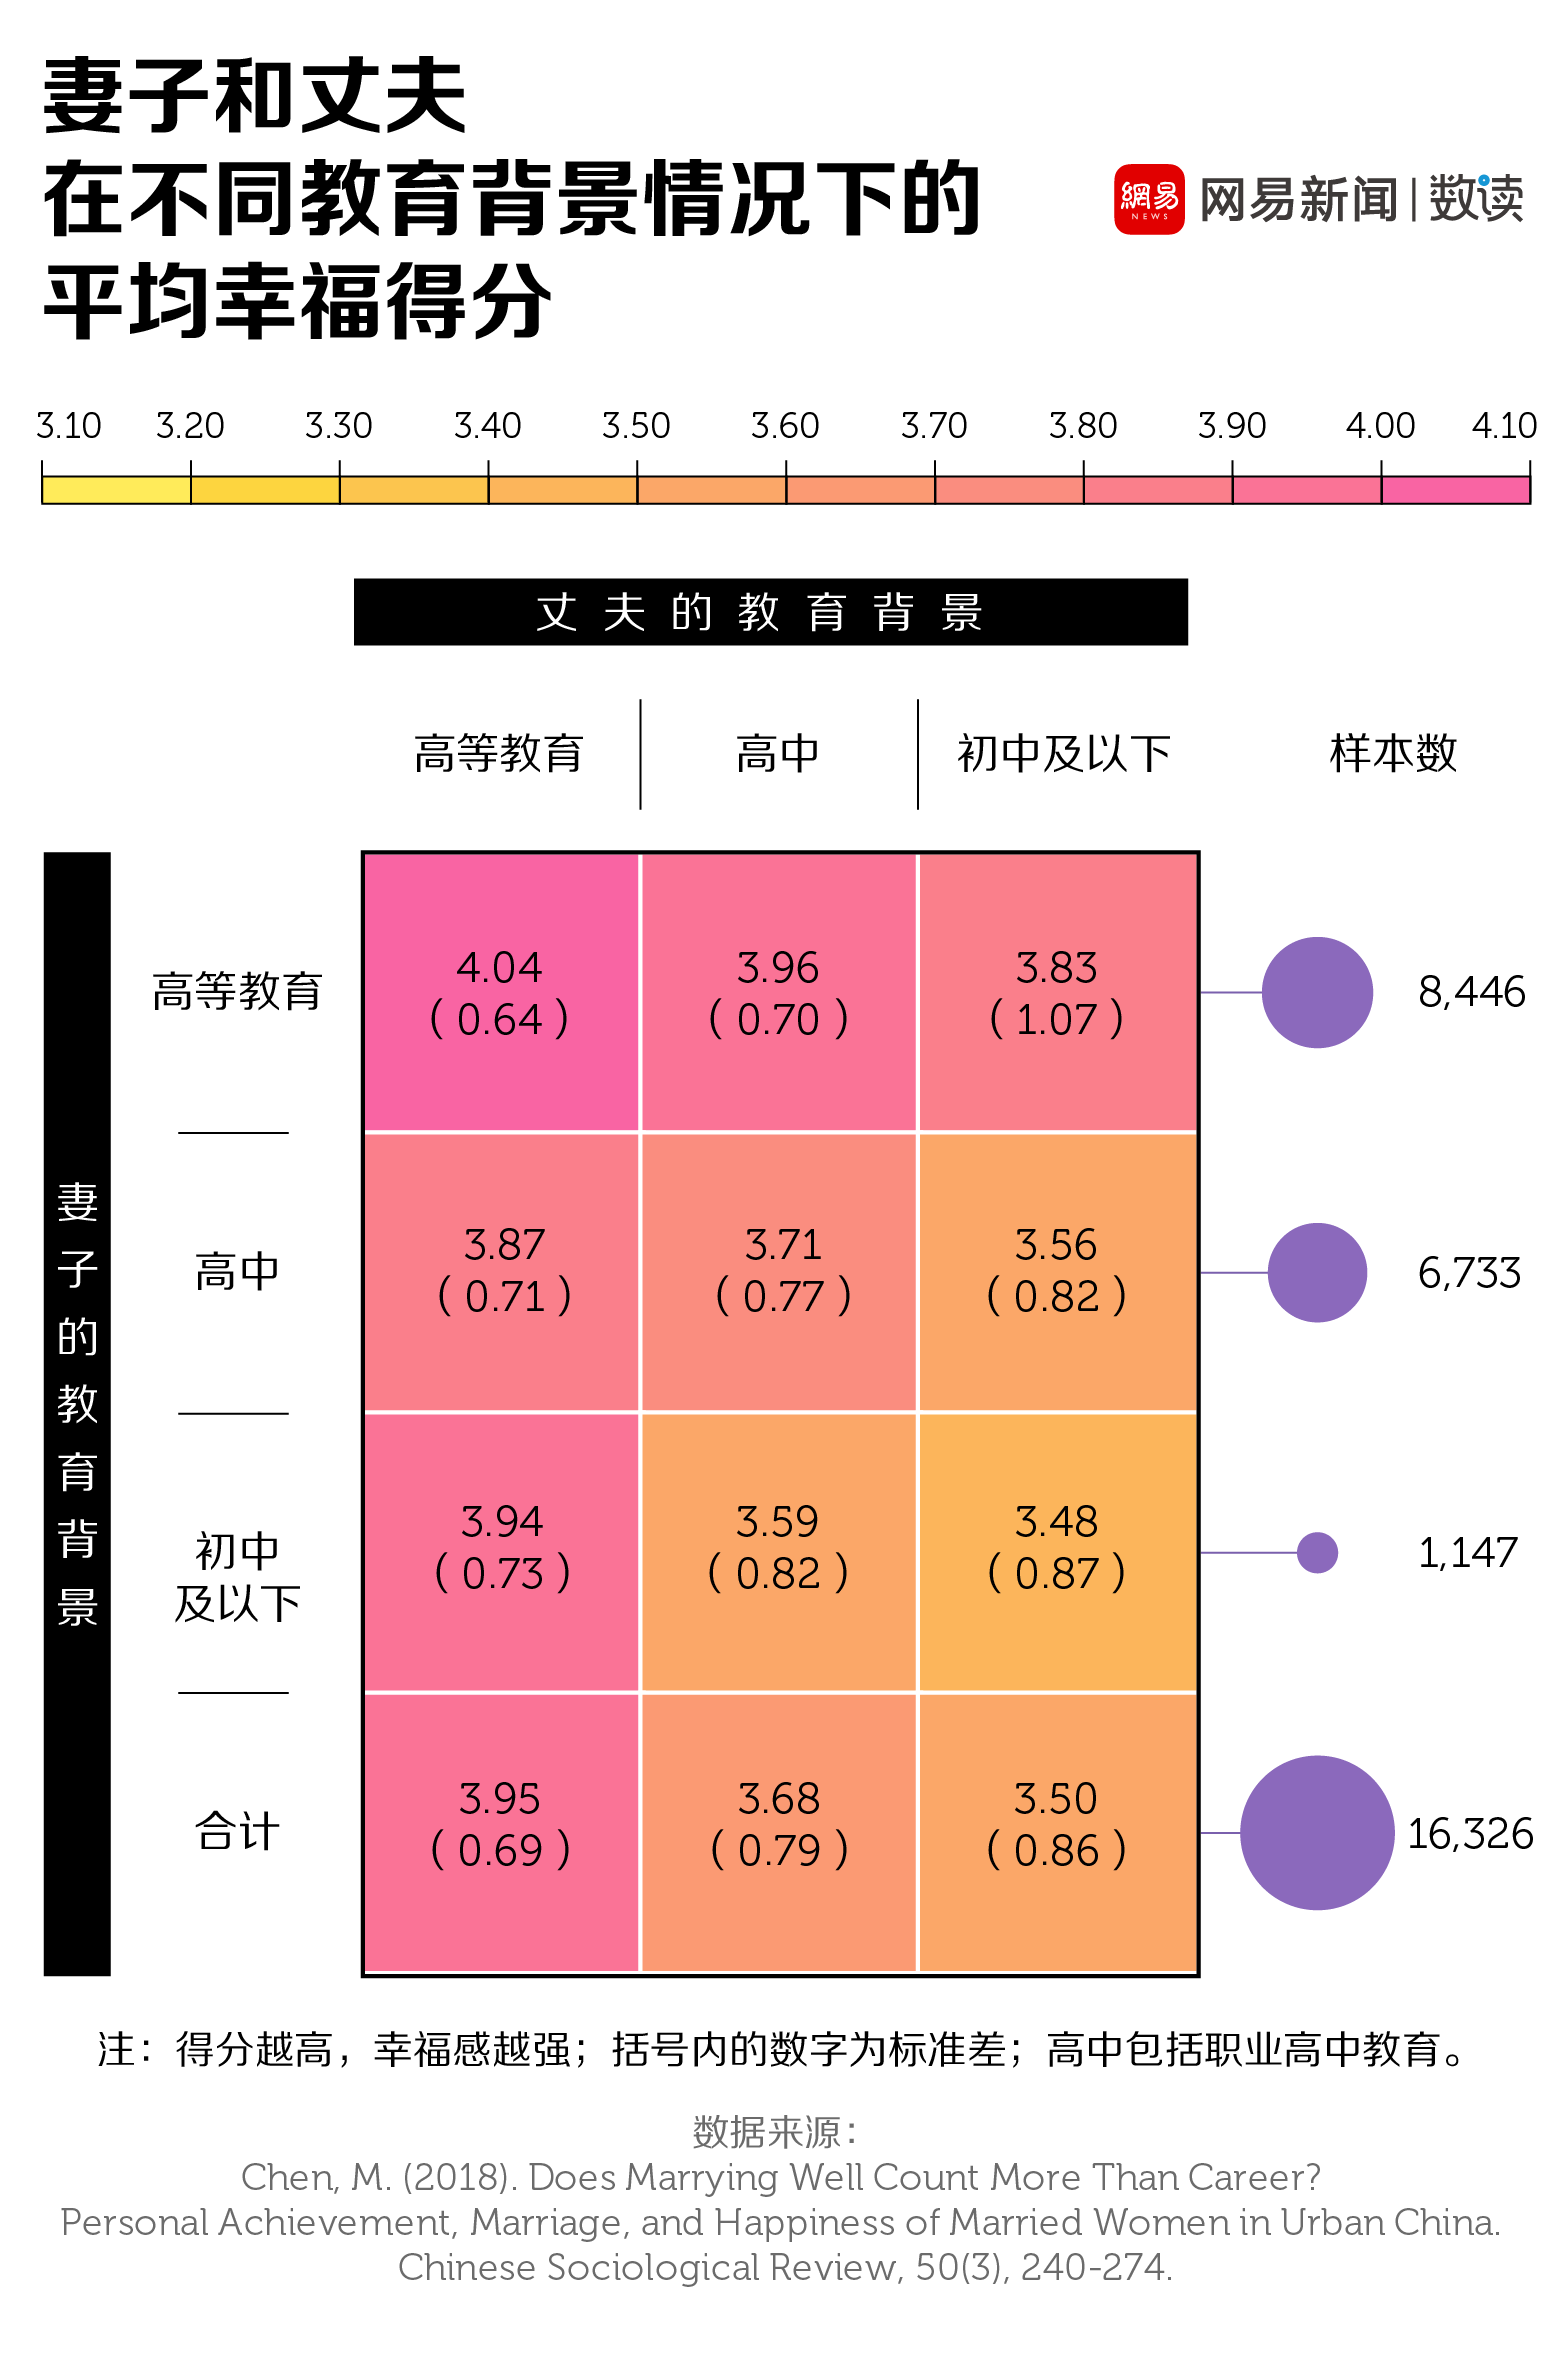 妻子和丈夫
在不同教育背景情况下的
平均幸福得分
網易
NEWS
网易新闻 | 数读
3.10 3.20 3.30 3.40 3.50 3.60 3.70 3.80 3.90 4.00 4.10
丈夫的教育背景
高等教育 高中 初中及以下 样本数
妻子的教育背景
高等教育
4.04 3.96 3.83
( 0.64 ) ( 0.70 ) ( 1.07 )
8,446
高中
3.87 3.71 3.56
( 0.71 ) ( 0.77 ) ( 0.82 )
6,733
初中
及以下
3.94 3.59 3.48
( 0.73 ) ( 0.82 ) ( 0.87 )
1,147
合计
3.95 3.68 3.50
( 0.69 ) ( 0.79 ) ( 0.86 )
16,326
注：得分越高，幸福感越强；括号内的数字为标准差；高中包括职业高中教育。
数据来源：
Chen, M. (2018). Does Marrying Well Count More Than Career?
Personal Achievement, Marriage, and Happiness of Married Women in Urban China.
Chinese Sociological Review, 50(3), 240-274.